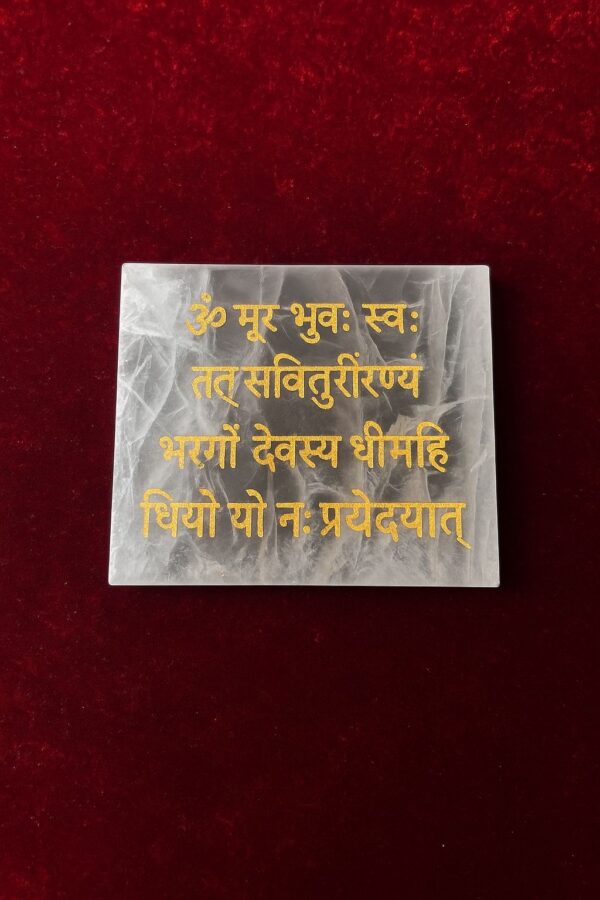 ॐ मूर भुवः स्वः
तत् सवितुरींरण्यं
भरगों देवस्य धीमहि
धियो यो नः प्रयेदयात्